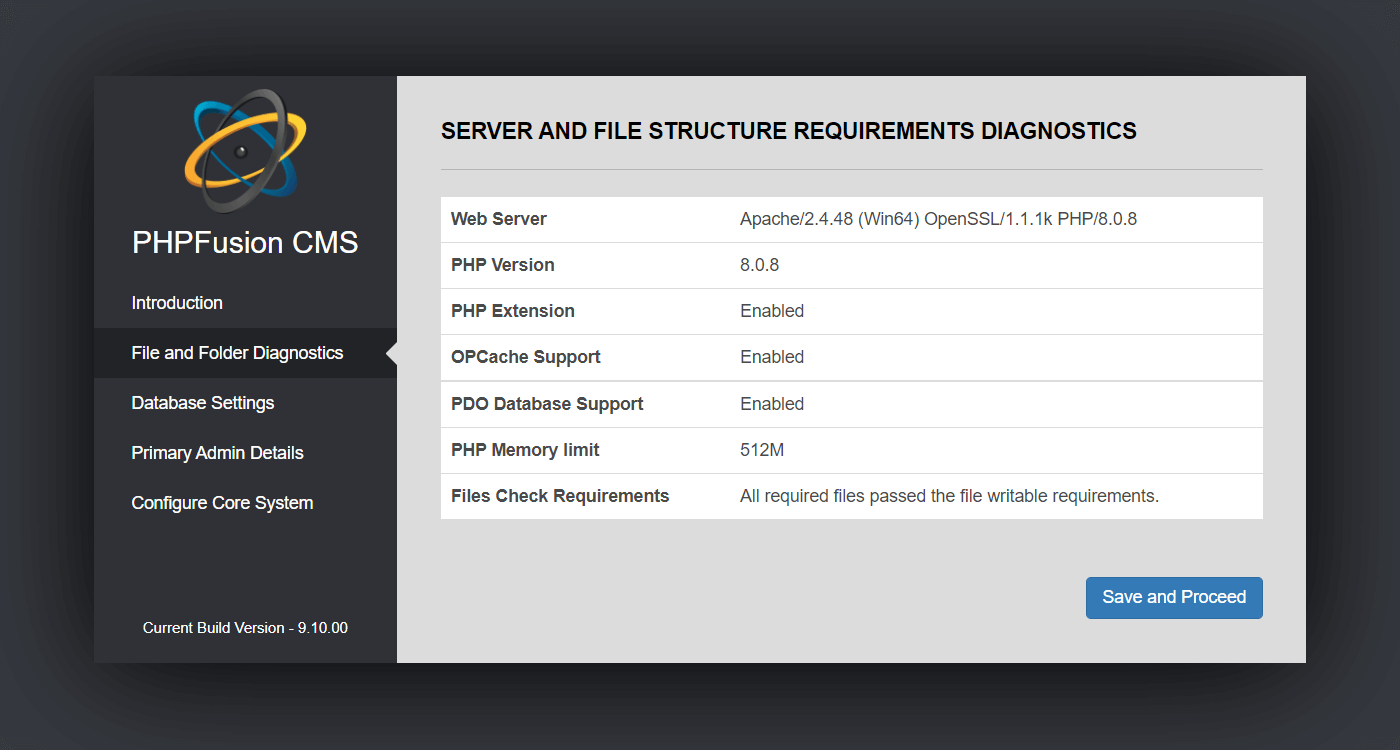 PHPFusion CMS
Introduction
File and Folder Diagnostics
Database Settings
Primary Admin Details
Configure Core System
Current Build Version - 9.10.00
SERVER AND FILE STRUCTURE REQUIREMENTS DIAGNOSTICS
Web Server Apache/2.4.48 (Win64) OpenSSL/1.1.1k PHP/8.0.8
PHP Version 8.0.8
PHP Extension Enabled
OPCache Support Enabled
PDO Database Support Enabled
PHP Memory limit 512M
Files Check Requirements All required files passed the file writable requirements.
Save and Proceed